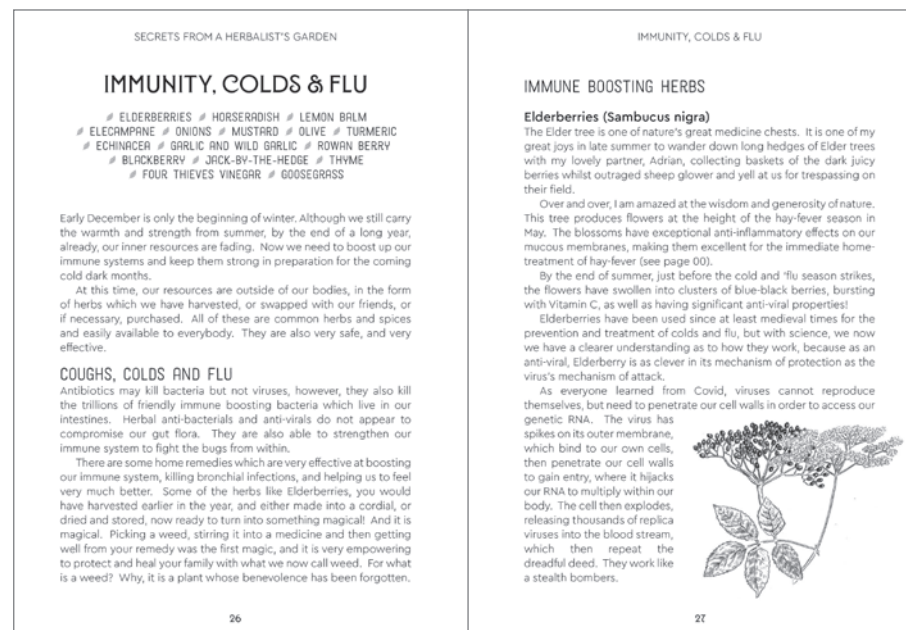 SECRETS FROM A HERBALIST'S GARDEN
IMMUNITY, COLDS & FLU
ELDERBERRIES HORSERADISH LEMON BALM
ELECAMPANE ONIONS MUSTARD OLIVE TURMERIC
ECHINACEA GARLIC AND WILD GARLIC ROWAN BERRY
BLACKBERRY JACK-BY-THE-HEDGE THYME
FOUR THIEVES VINEGAR GOOSEGRASS
Early December is only the beginning of winter. Although we still carry
the warmth and strength from summer, by the end of a long year,
already, our inner resources are fading. Now we need to boost up our
immune systems and keep them strong in preparation for the coming
cold dark months.
At this time, our resources are outside of our bodies, in the form
of herbs which we have harvested, or swapped with our friends, or
if necessary, purchased. All of these are common herbs and spices
and easily available to everybody. They are also very safe, and very
effective.
COUGHS, COLDS AND FLU
Antibiotics may kill bacteria but not viruses, however, they also kill
the trillions of friendly immune boosting bacteria which live in our
intestines. Herbal anti-bacterials and anti-virals do not appear to
compromise our gut flora. They are also able to strengthen our
immune system to fight the bugs from within.
There are some home remedies which are very effective at boosting
our immune system, killing bronchial infections, and helping us to feel
very much better. Some of the herbs like Elderberries, you would
have harvested earlier in the year, and either made into a cordial, or
dried and stored, now ready to turn into something magical! And it is
magical. Picking a weed, stirring it into a medicine and then getting
well from your remedy was the first magic, and it is very empowering
to protect and heal your family with what we now call weed. For what
is a weed? Why, it is a plant whose benevolence has been forgotten.
26
IMMUNITY, COLDS & FLU
IMMUNE BOOSTING HERBS
Elderberries (Sambucus nigra)
The Elder tree is one of nature's great medicine chests. It is one of my
great joys in late summer to wander down long hedges of Elder trees
with my lovely partner, Adrian, collecting baskets of the dark juicy
berries whilst outraged sheep glower and yell at us for trespassing on
their field.
Over and over, I am amazed at the wisdom and generosity of nature.
This tree produces flowers at the height of the hay-fever season in
May. The blossoms have exceptional anti-inflammatory effects on our
mucous membranes, making them excellent for the immediate home-
treatment of hay-fever (see page 00).
By the end of summer, just before the cold and 'flu season strikes,
the flowers have swollen into clusters of blue-black berries, bursting
with Vitamin C, as well as having significant anti-viral properties!
Elderberries have been used since at least medieval times for the
prevention and treatment of colds and flu, but with science, we now
we have a clearer understanding as to how they work, because as an
anti-viral, Elderberry is as clever in its mechanism of protection as the
virus's mechanism of attack.
As everyone learned from Covid, viruses cannot reproduce
themselves, but need to penetrate our cell walls in order to access our
genetic RNA. The virus has
spikes on its outer membrane,
which bind to our own cells,
then penetrate our cell walls
to gain entry, where it hijacks
our RNA to multiply within our
body. The cell then explodes,
releasing thousands of replica
viruses into the blood stream,
which then repeat the
dreadful deed. They work like
a stealth bombers.
27